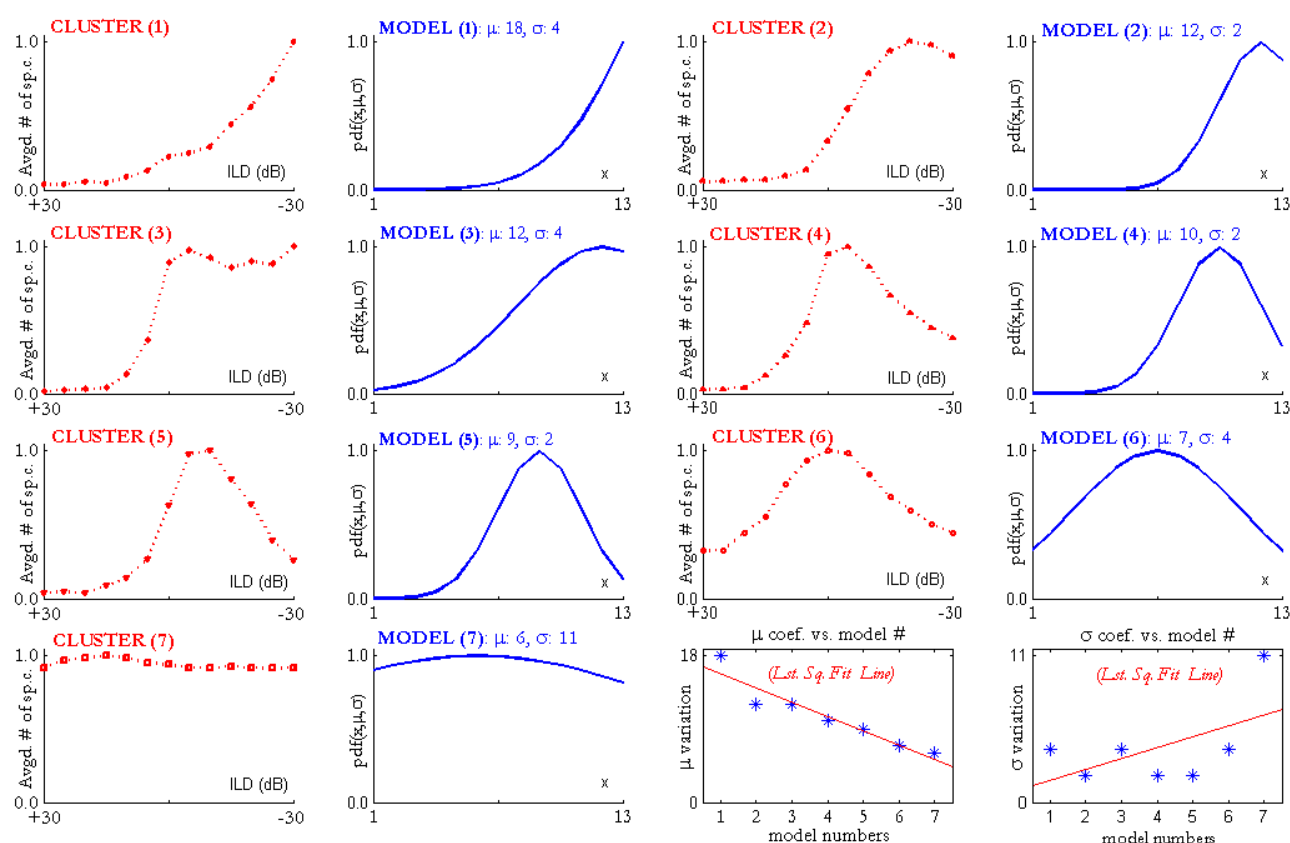 CLUSTER (1)
1.0
Avgd. # of sp.c.
ILD (dB)
0.0
+30
-30
MODEL (1): μ: 18, σ: 4
1.0
pdf(x,μ,σ)
x
0.0
1
13
CLUSTER (2)
1.0
Avgd. # of sp.c.
ILD (dB)
0.0
+30
-30
MODEL (2): μ: 12, σ: 2
1.0
pdf(x,μ,σ)
x
0.0
1
13
CLUSTER (3)
1.0
Avgd. # of sp.c.
ILD (dB)
0.0
+30
-30
MODEL (3): μ: 12, σ: 4
1.0
pdf(x,μ,σ)
x
0.0
1
13
CLUSTER (4)
1.0
Avgd. # of sp.c.
ILD (dB)
0.0
+30
-30
MODEL (4): μ: 10, σ: 2
1.0
pdf(x,μ,σ)
x
0.0
1
13
CLUSTER (5)
1.0
Avgd. # of sp.c.
ILD (dB)
0.0
+30
-30
MODEL (5): μ: 9, σ: 2
1.0
pdf(x,μ,σ)
x
0.0
1
13
CLUSTER (6)
1.0
Avgd. # of sp.c.
ILD (dB)
0.0
+30
-30
MODEL (6): μ: 7, σ: 4
1.0
pdf(x,μ,σ)
x
0.0
1
13
CLUSTER (7)
1.0
Avgd. # of sp.c.
ILD (dB)
0.0
+30
-30
MODEL (7): μ: 6, σ: 11
1.0
pdf(x,μ,σ)
x
0.0
1
13
μ coef. vs. model #
18
(Lst. Sq. Fit Line)
μ variation
0
1 2 3 4 5 6 7
model numbers
σ coef. vs. model #
11
(Lst. Sq. Fit Line)
σ variation
0
1 2 3 4 5 6 7
model numbers